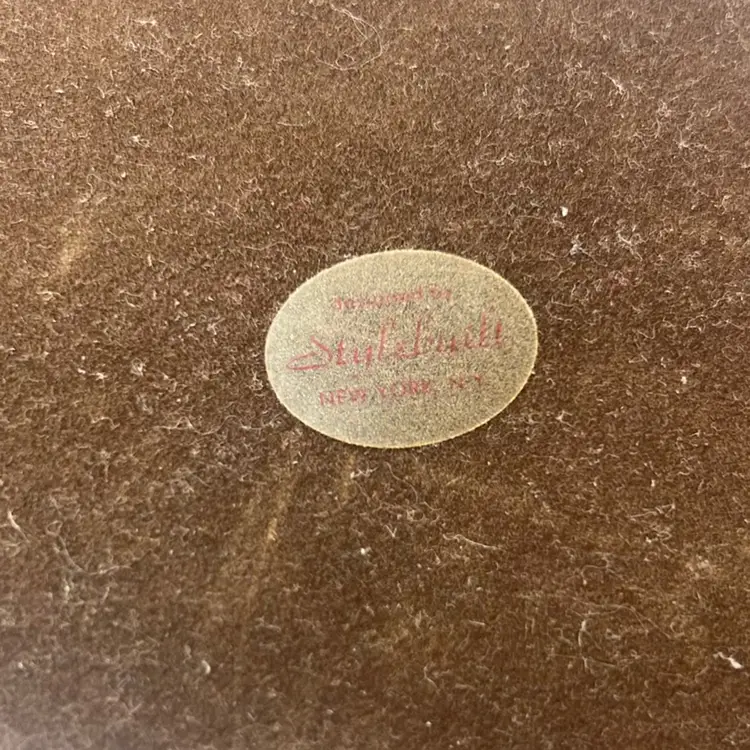 Designed by
Stylebuilt
NEW YORK, N.Y.